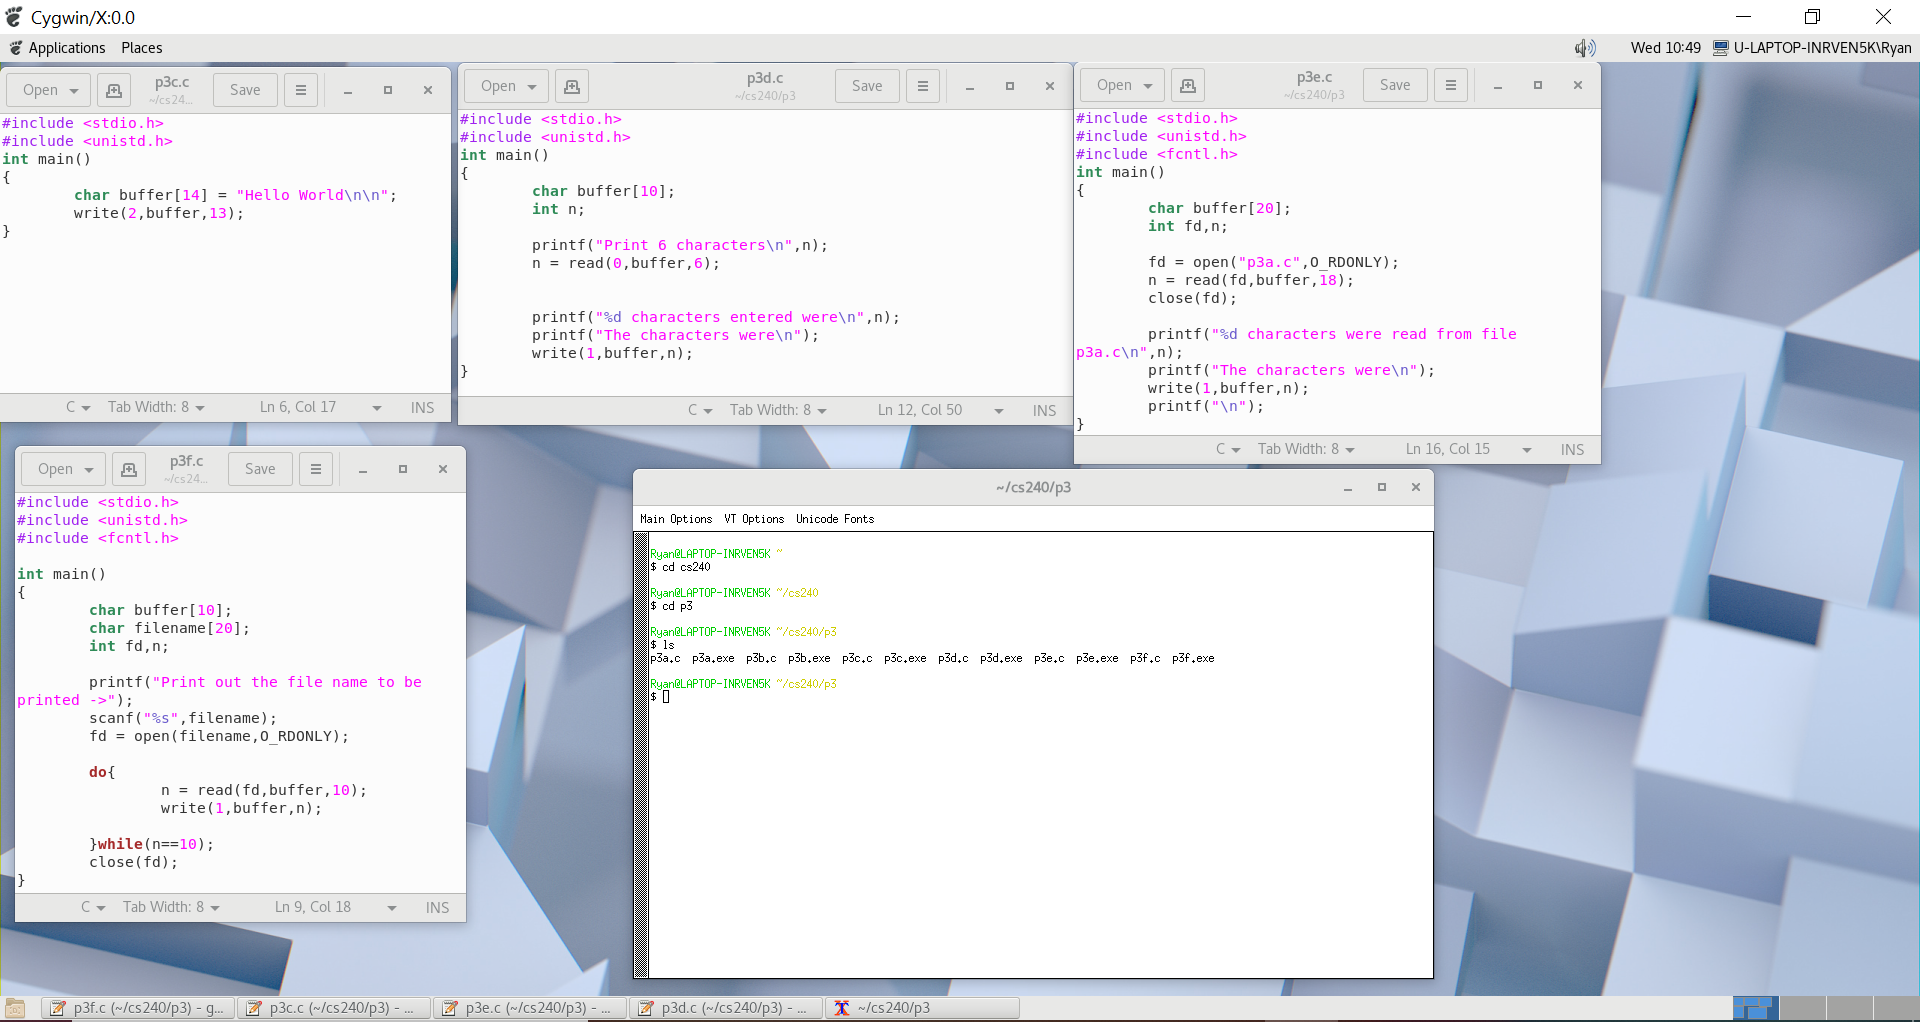 Cygwin/X:0.0
Applications Places
Wed 10:49 U-LAPTOP-INRVEN5K\Ryan
Open p3c.c Save
~/cs24...
#include <stdio.h>
#include <unistd.h>
int main()
{
char buffer[14] = "Hello World\n\n";
write(2,buffer,13);
}
C Tab Width: 8 Ln 6, Col 17 INS
Open p3d.c Save
~/cs240/p3
#include <stdio.h>
#include <unistd.h>
int main()
{
char buffer[10];
int n;
printf("Print 6 characters\n",n);
n = read(0,buffer,6);
printf("%d characters entered were\n",n);
printf("The characters were\n");
write(1,buffer,n);
}
C Tab Width: 8 Ln 12, Col 50 INS
Open p3e.c Save
~/cs240/p3
#include <stdio.h>
#include <unistd.h>
#include <fcntl.h>
int main()
{
char buffer[20];
int fd,n;
fd = open("p3a.c",O_RDONLY);
n = read(fd,buffer,18);
close(fd);
printf("%d characters were read from file
p3a.c\n",n);
printf("The characters were\n");
write(1,buffer,n);
printf("\n");
}
C Tab Width: 8 Ln 16, Col 15 INS
Open p3f.c Save
~/cs24...
#include <stdio.h>
#include <unistd.h>
#include <fcntl.h>
int main()
{
char buffer[10];
char filename[20];
int fd,n;
printf("Print out the file name to be
printed ->");
scanf("%s",filename);
fd = open(filename,O_RDONLY);
do{
n = read(fd,buffer,10);
write(1,buffer,n);
}while(n==10);
close(fd);
}
C Tab Width: 8 Ln 9, Col 18 INS
~/cs240/p3
Main Options VT Options Unicode Fonts
Ryan@LAPTOP-INRVEN5K ~
$ cd cs240
Ryan@LAPTOP-INRVEN5K ~/cs240
$ cd p3
Ryan@LAPTOP-INRVEN5K ~/cs240/p3
$ ls
p3a.c p3a.exe p3b.c p3b.exe p3c.c p3c.exe p3d.c p3d.exe p3e.c p3e.exe p3f.c p3f.exe
Ryan@LAPTOP-INRVEN5K ~/cs240/p3
$
p3f.c (~/cs240/p3) - g... p3c.c (~/cs240/p3) - ... p3e.c (~/cs240/p3) - ... p3d.c (~/cs240/p3) - ... ~/cs240/p3